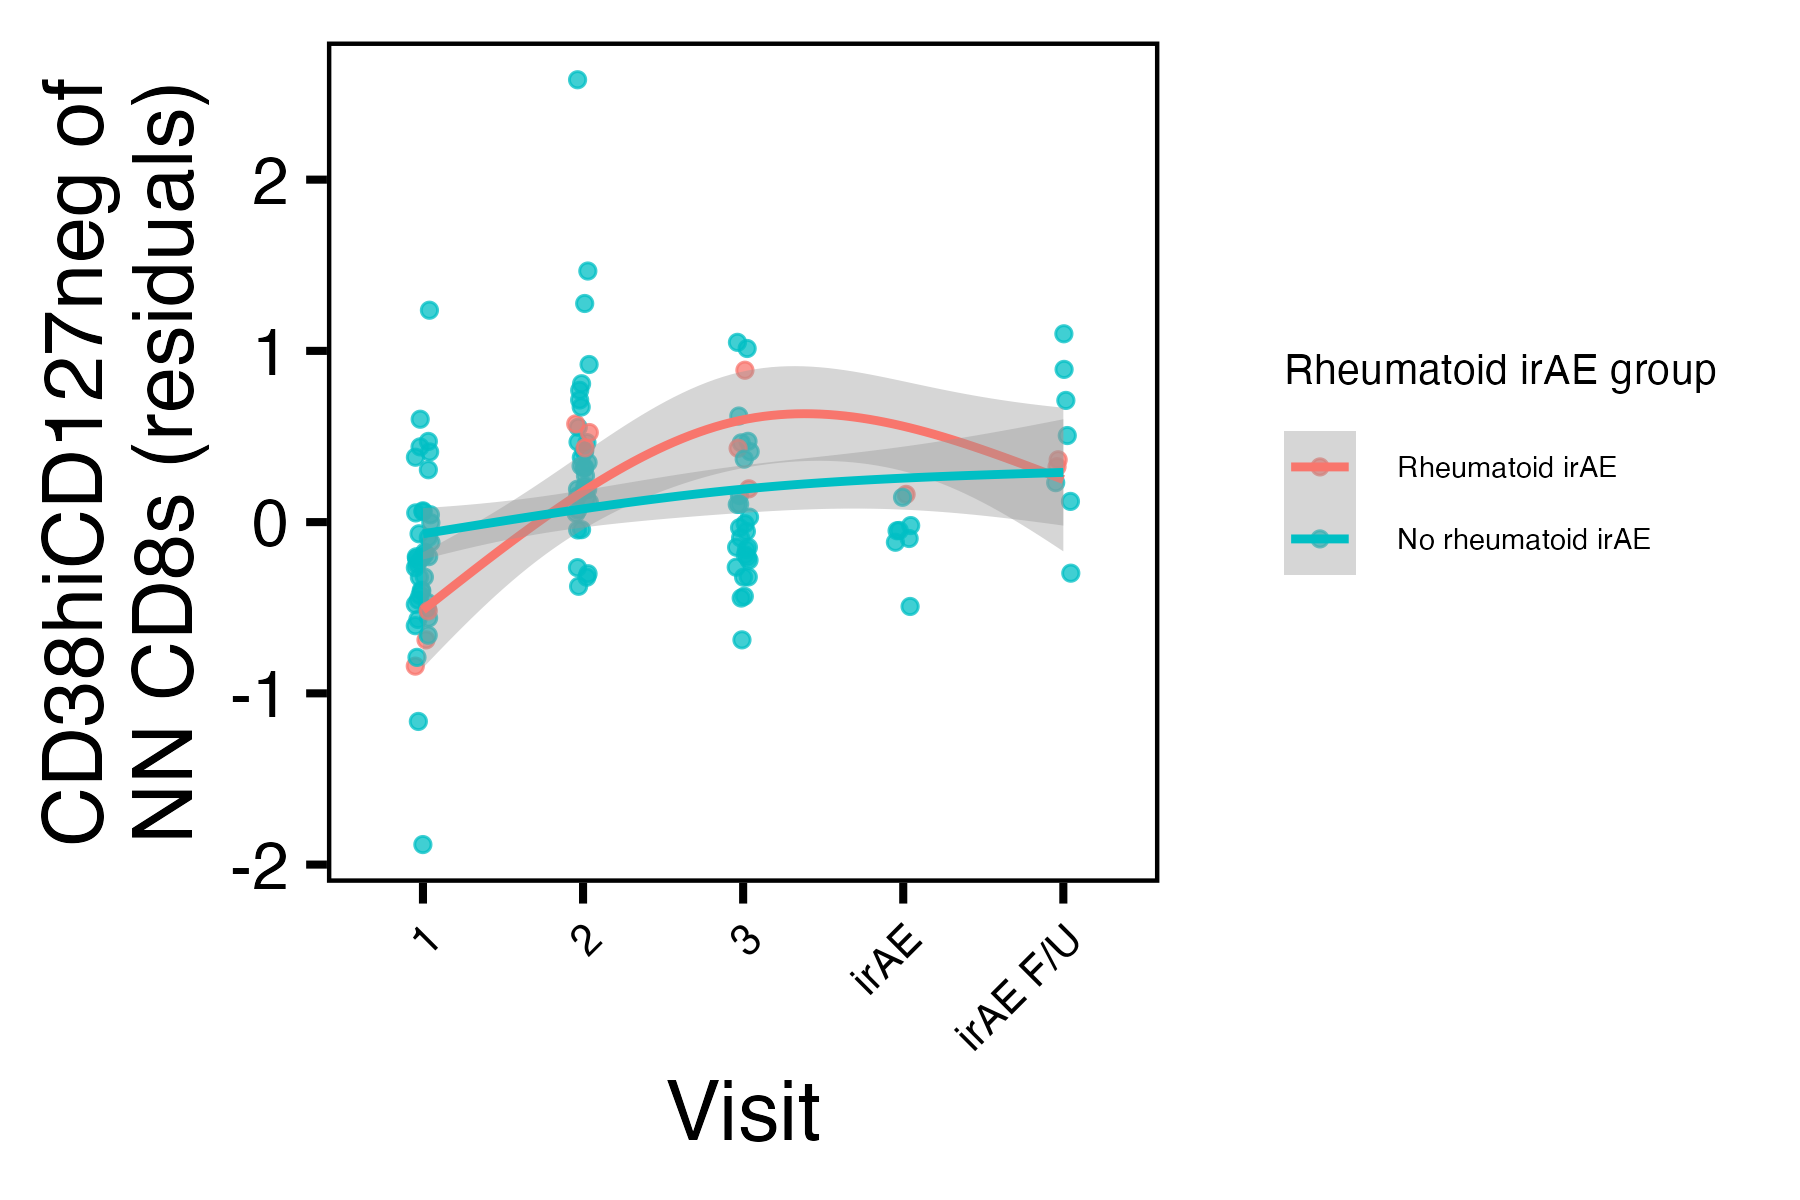 CD38hiCD127neg of
NN CD8s (residuals)
2
1
0
-1
-2
1
2
3
irAE
irAE F/U
Visit
Rheumatoid irAE group
Rheumatoid irAE
No rheumatoid irAE